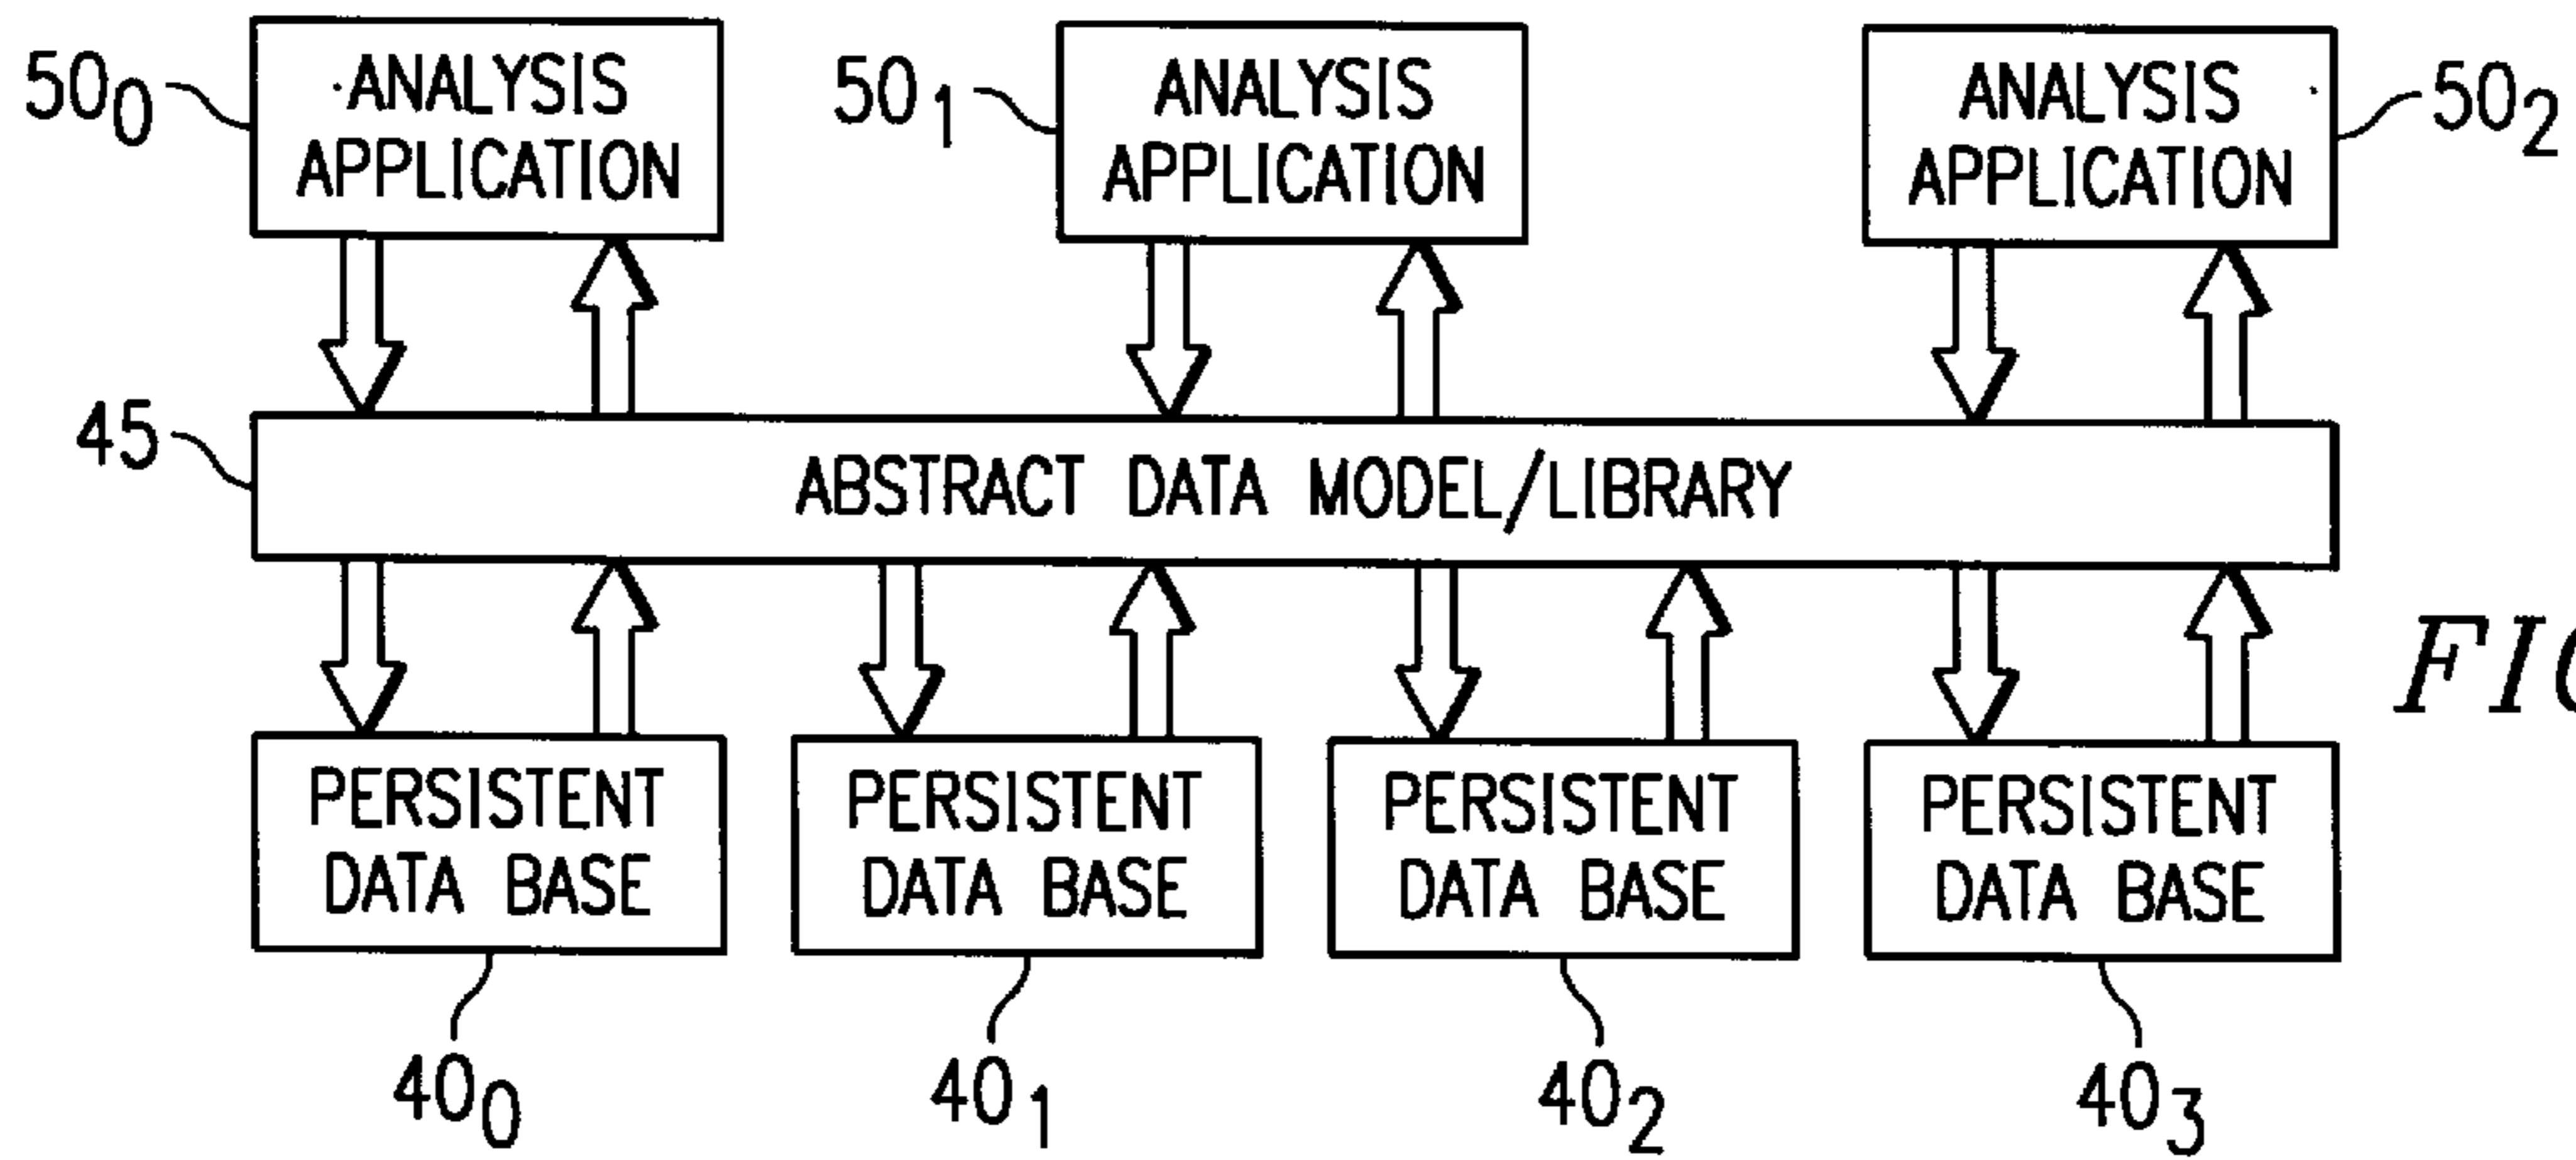 50₀
ANALYSIS
APPLICATION
50₁
ANALYSIS
APPLICATION
ANALYSIS
APPLICATION
50₂
45
ABSTRACT DATA MODEL/LIBRARY
PERSISTENT
DATA BASE
PERSISTENT
DATA BASE
PERSISTENT
DATA BASE
PERSISTENT
DATA BASE
40₀
40₁
40₂
40₃